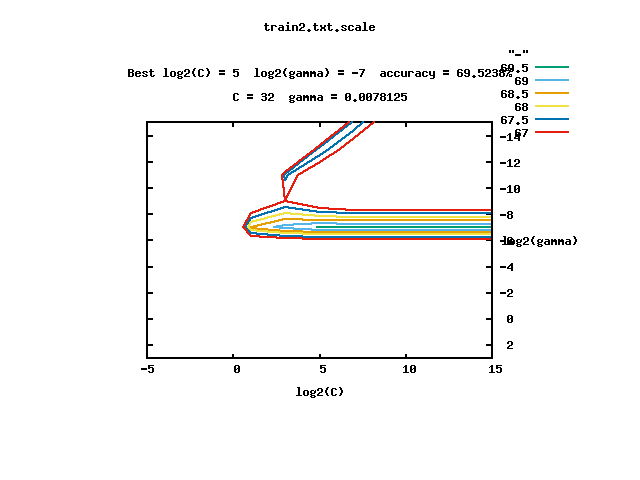 train2.txt.scale
"-"
Best log2(C) = 5  log2(gamma) = -7  accuracy = 69.5238%
69.5
69
C = 32  gamma = 0.0078125
68.5
68
67.5
67
-14
-12
-10
-8
-6
log2(gamma)
-4
-2
0
2
-5 0 5 10 15
log2(C)